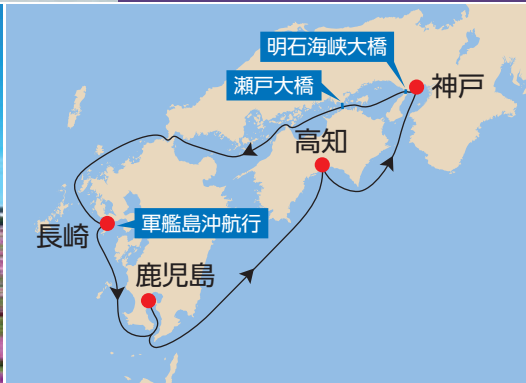 明石海峡大橋
瀬戸大橋
神戸
高知
長崎
軍艦島沖航行
鹿児島